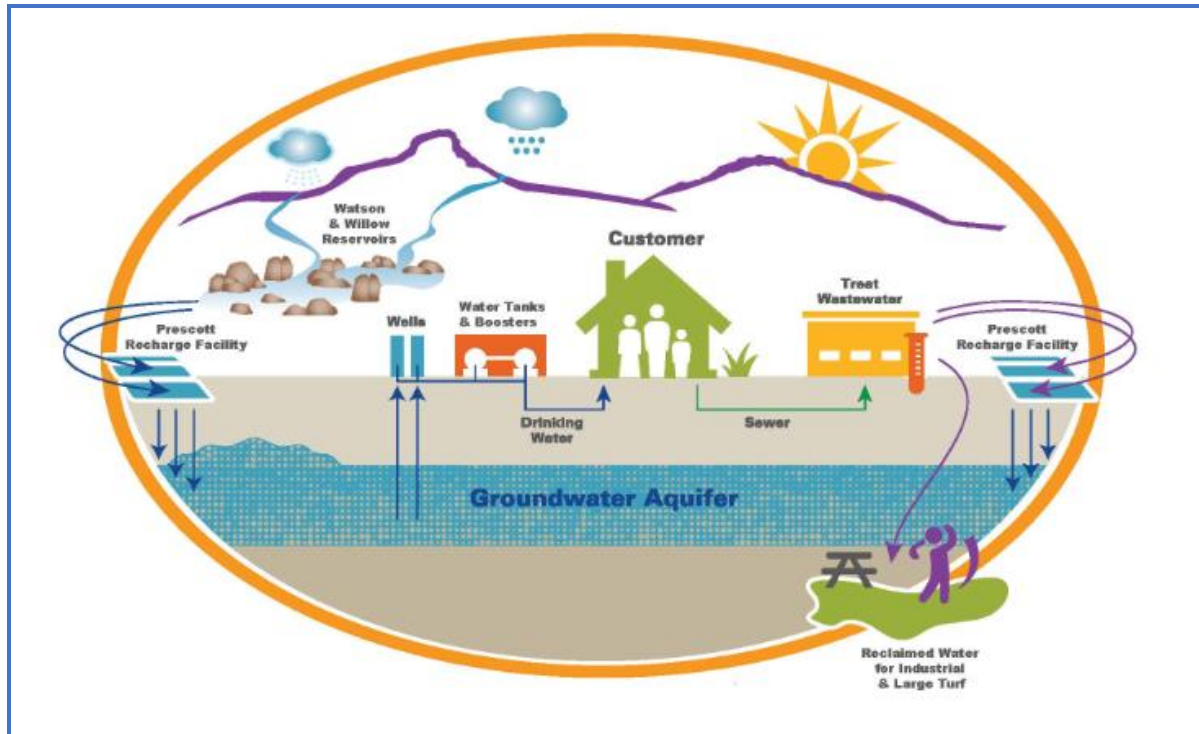 Watson
& Willow
Reservoirs
Customer
Treat
Wastewater
Water Tanks
& Boosters
Wells
Prescott
Recharge Facility
Prescott
Recharge Facility
Drinking
Water
Sewer
Groundwater Aquifer
Reclaimed Water
for Industrial
& Large Turf